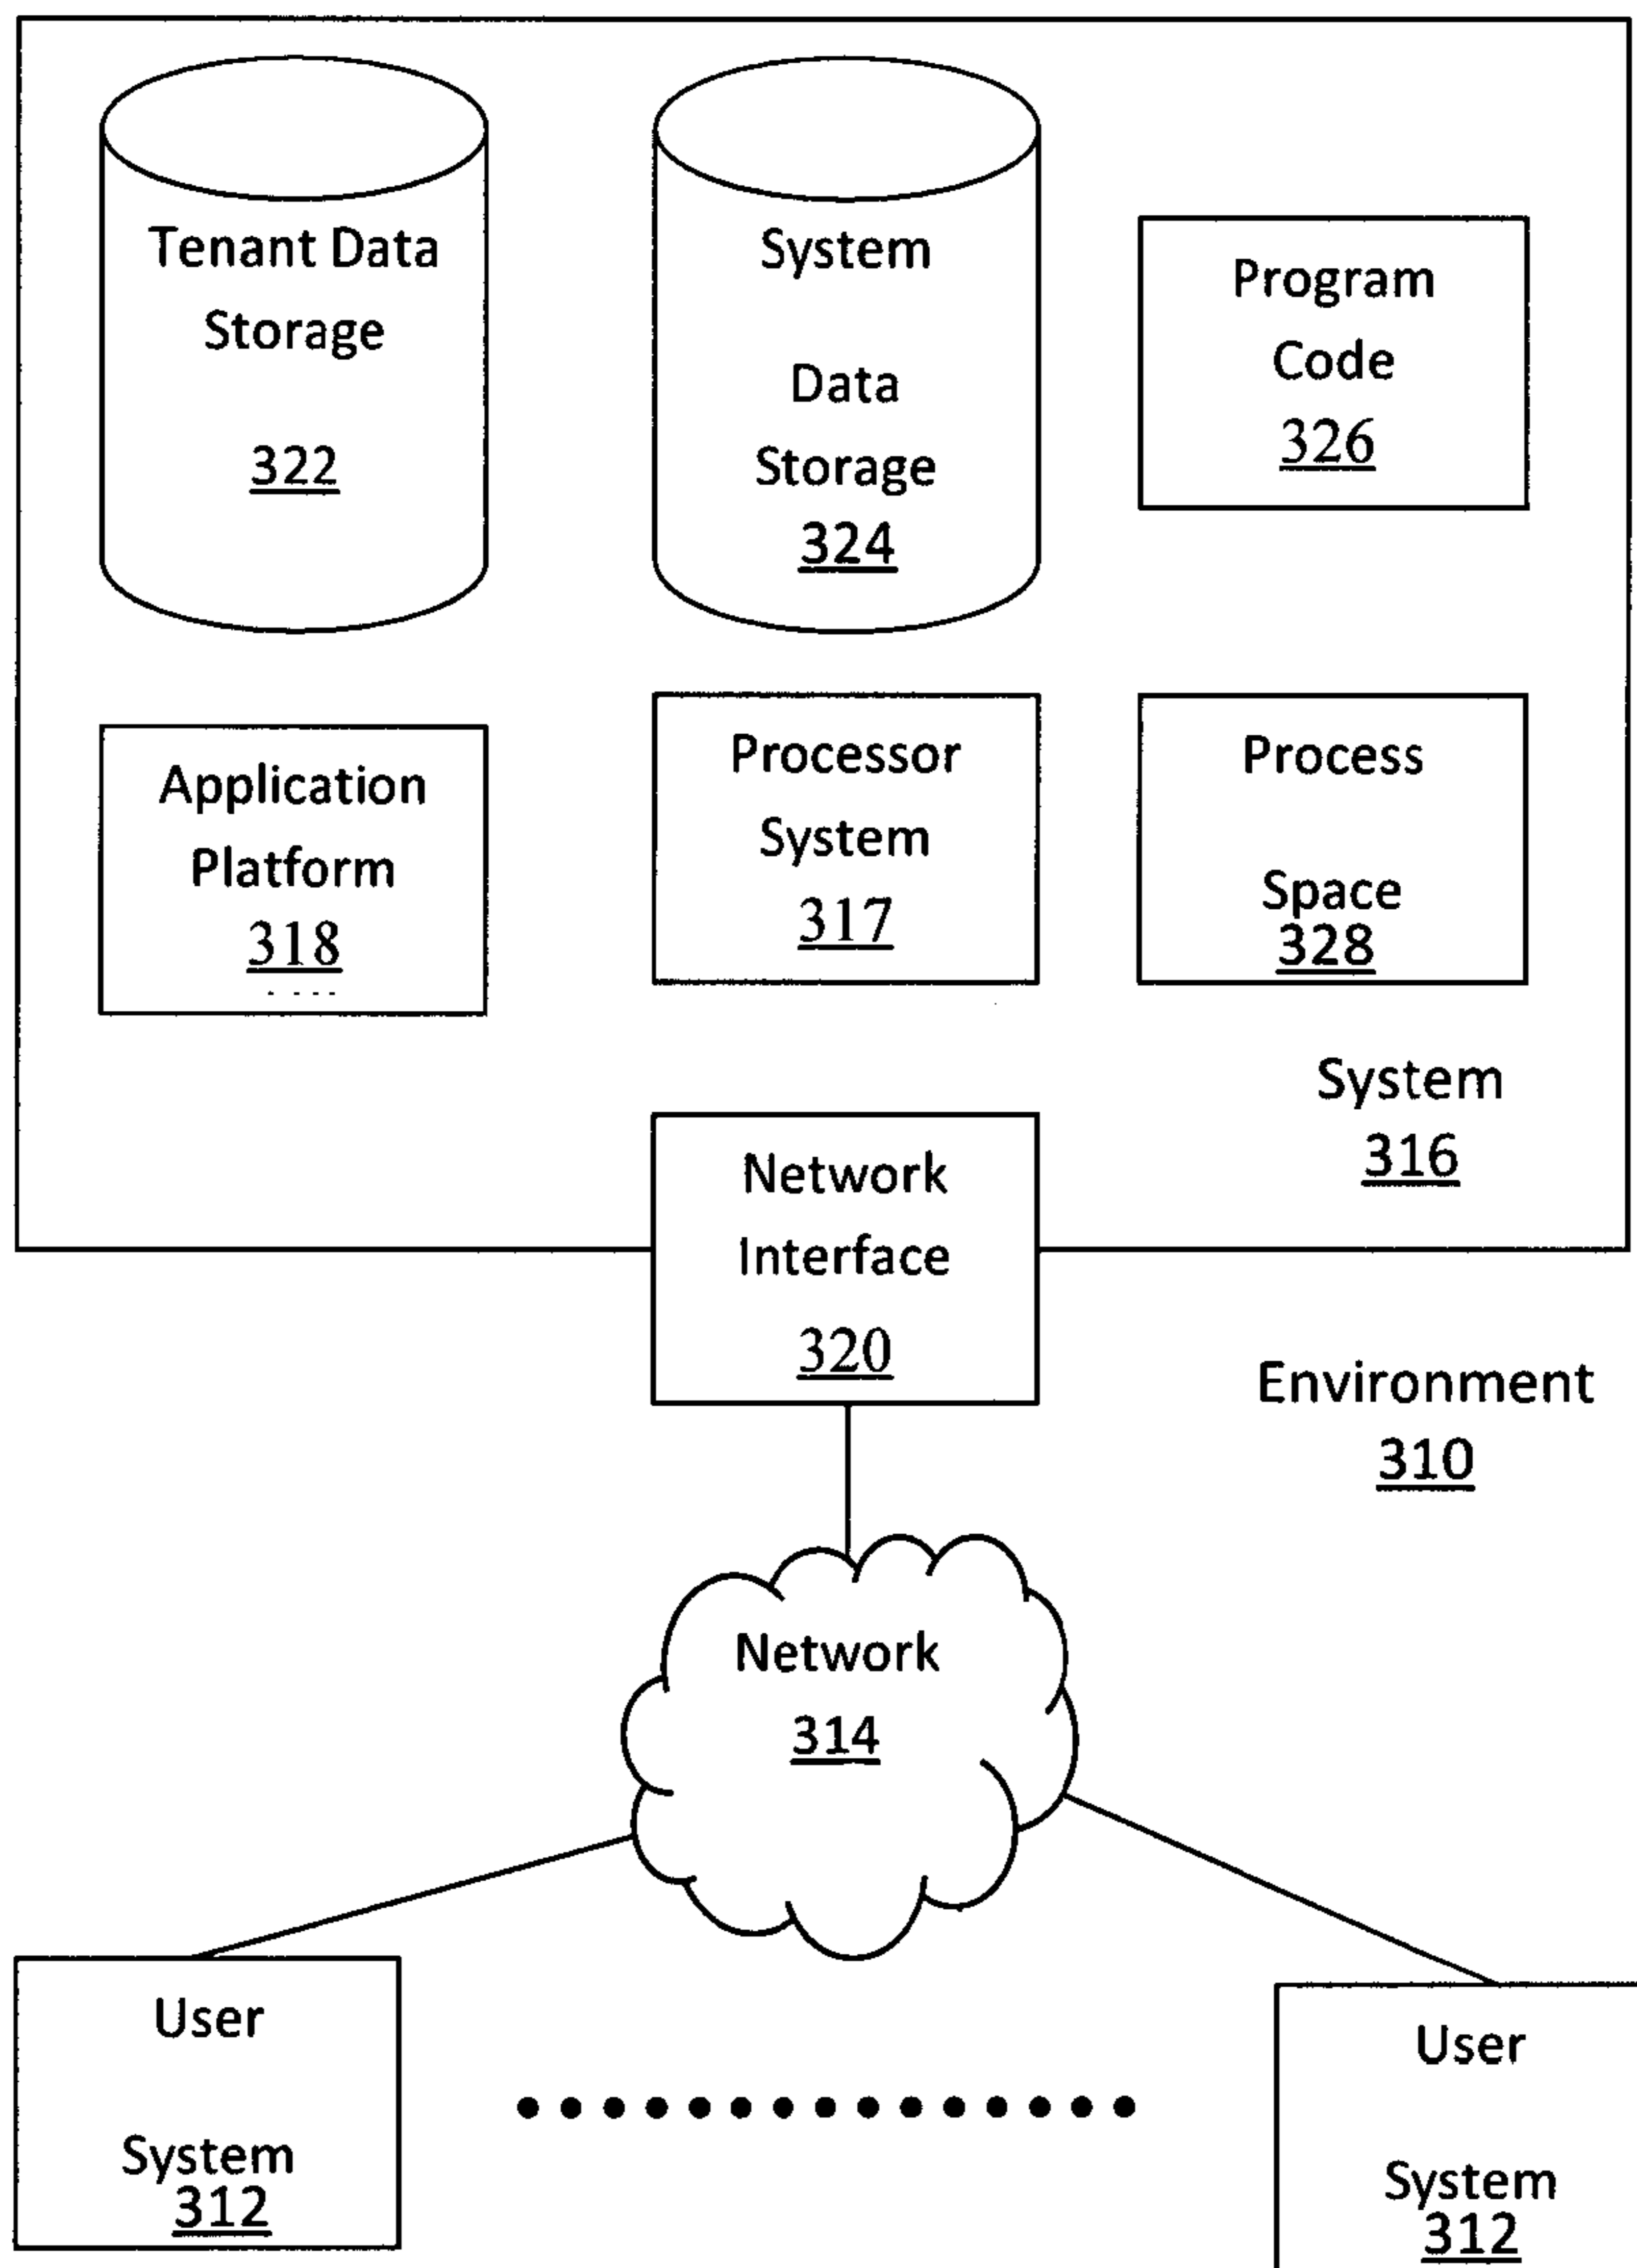 Tenant Data
Storage
322
System
Data
Storage
324
Program
Code
326
Application
Platform
318
Processor
System
317
Process
Space
328
System
316
Network
Interface
320
Environment
310
Network
314
User
System
312
User
System
312